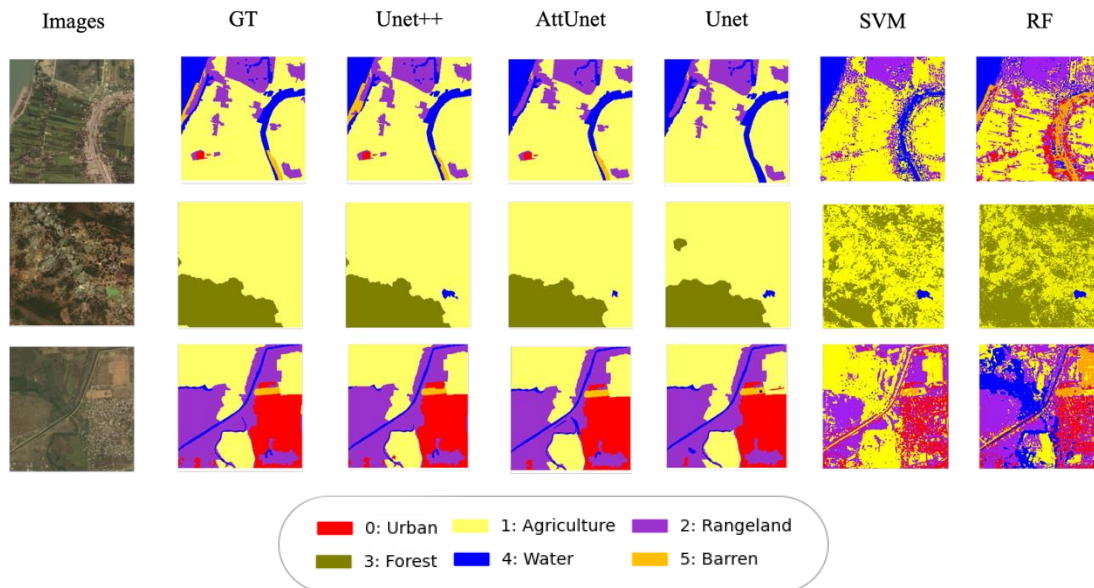 Images GT Unet++ AttUnet Unet SVM RF
0: Urban 1: Agriculture 2: Rangeland
3: Forest 4: Water 5: Barren